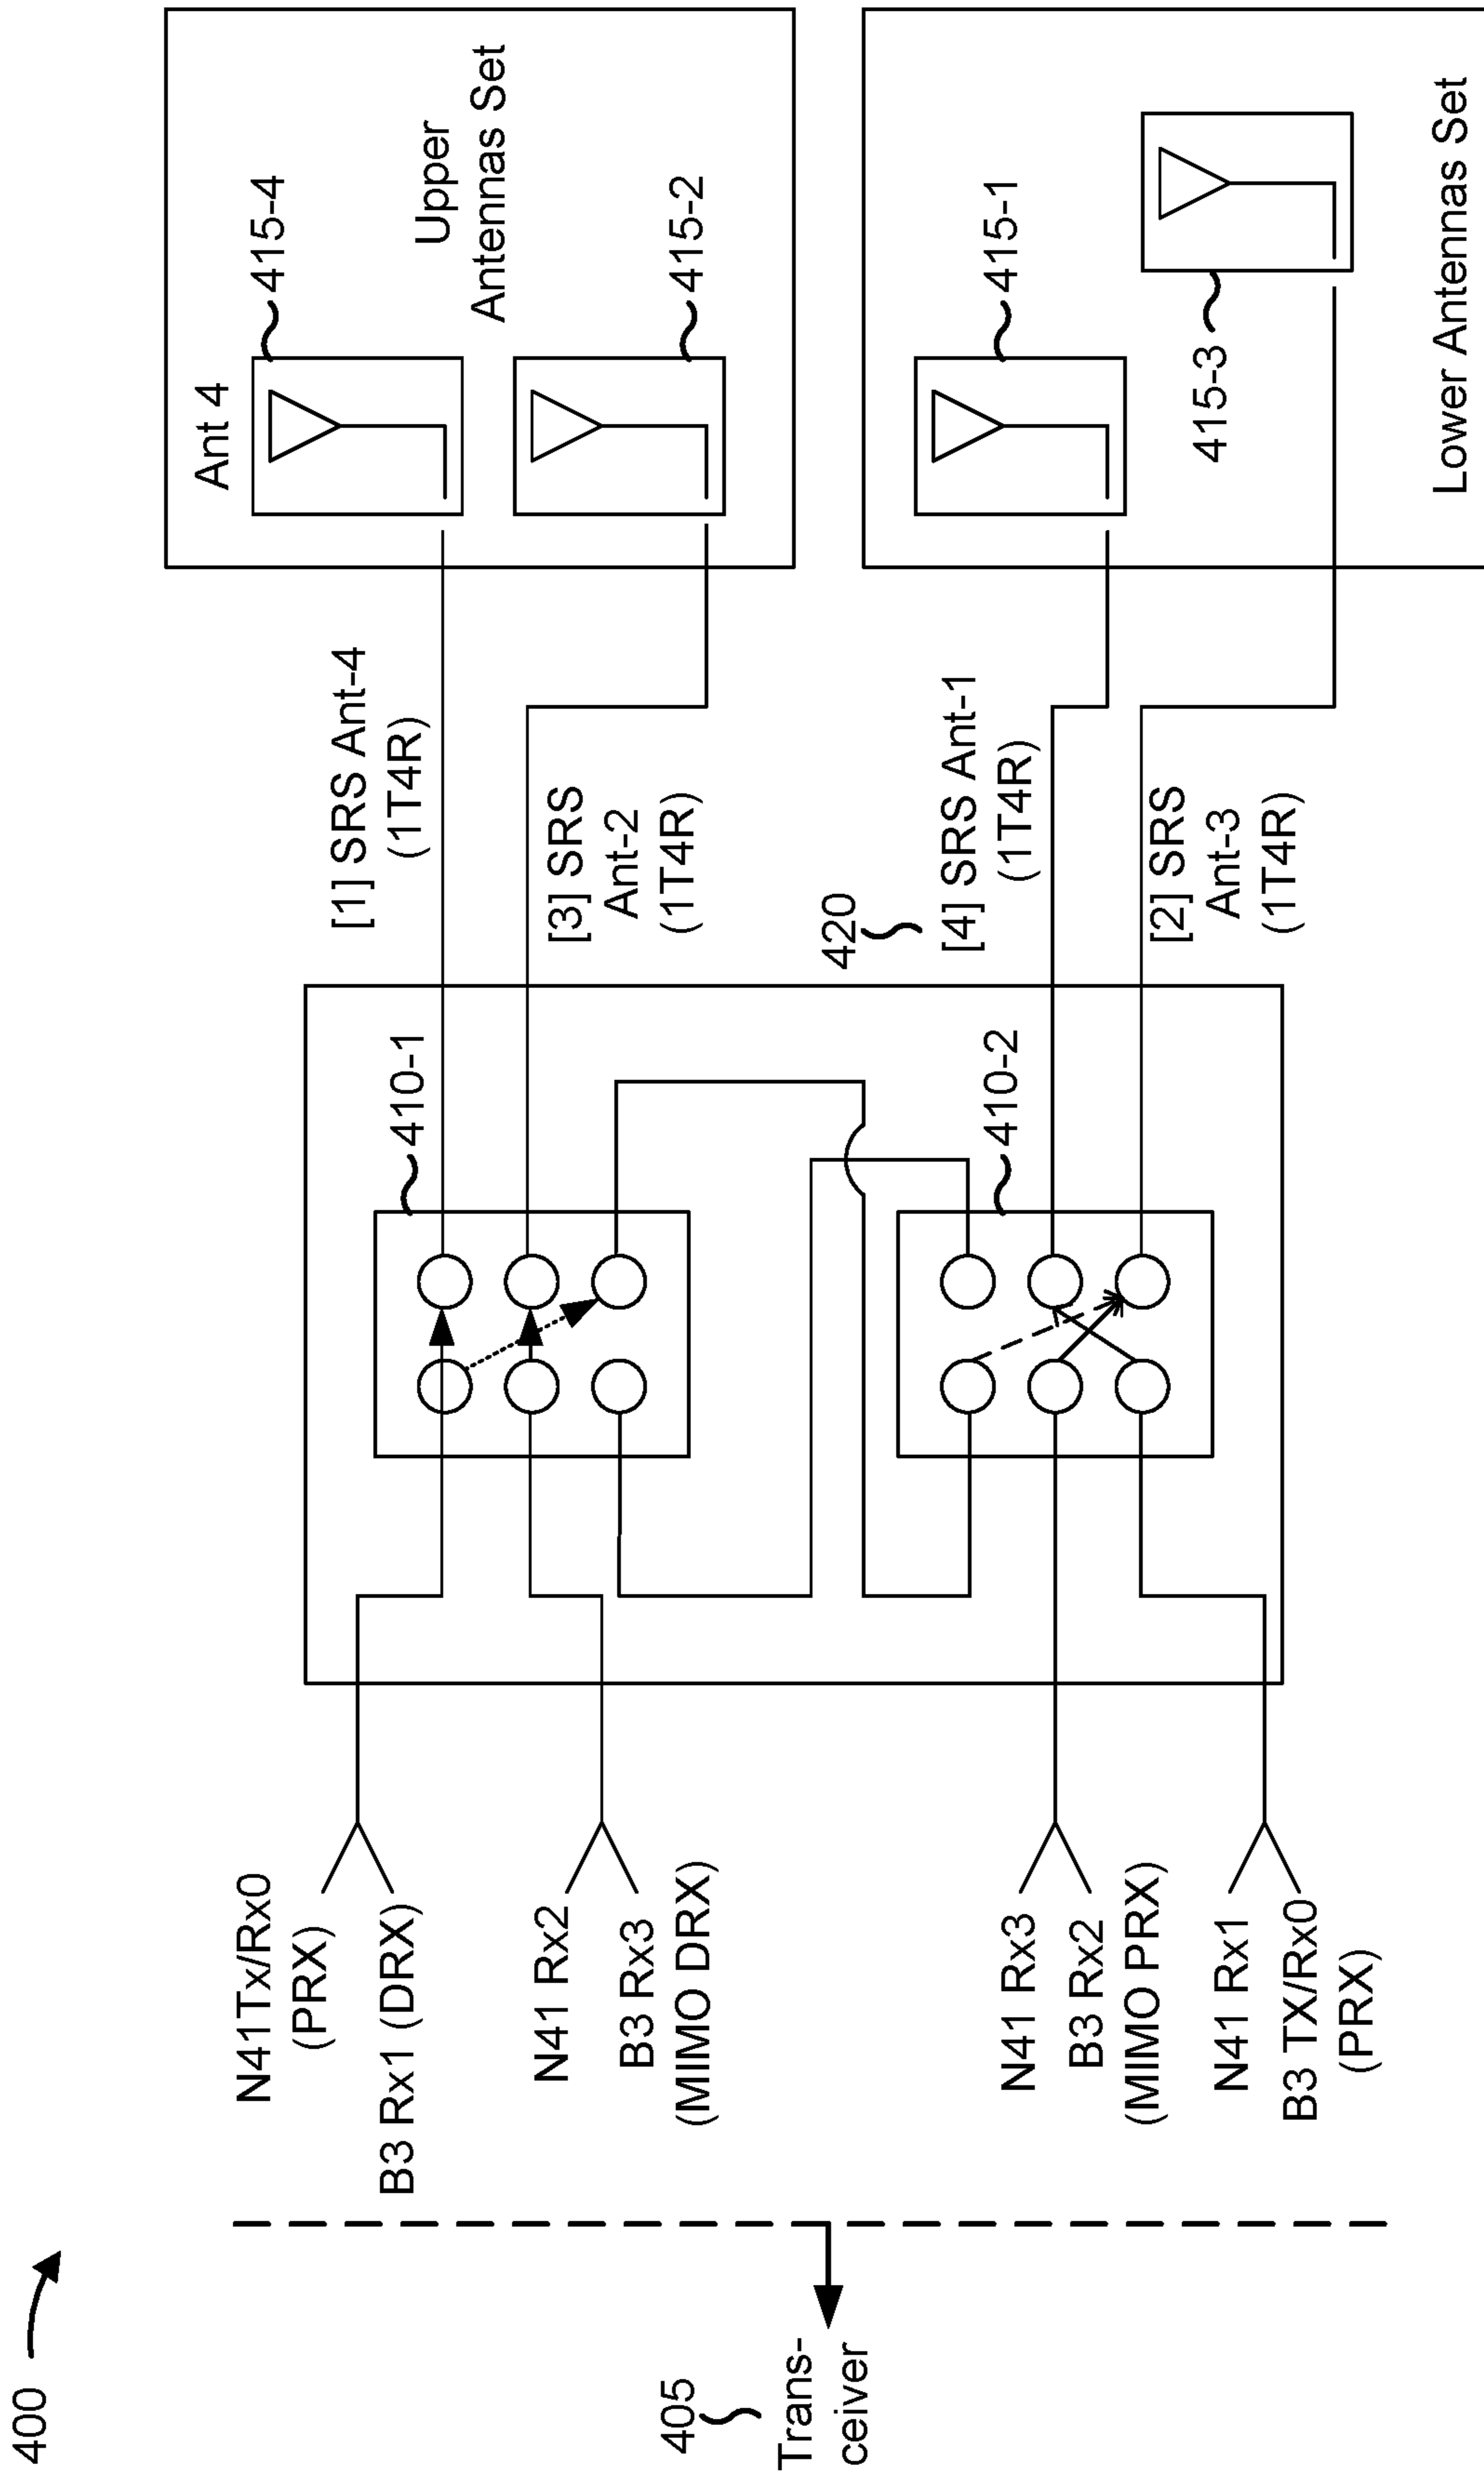 400
405
Trans-
ceiver
N41Tx/Rx0
(PRX)
B3 Rx1 (DRX)
N41 Rx2
B3 Rx3
(MIMO DRX)
N41 Rx3
B3 Rx2
(MIMO PRX)
N41 Rx1
B3 TX/Rx0
(PRX)
410-1
410-2
420
[1] SRS Ant-4
(1T4R)
[3] SRS
Ant-2
(1T4R)
[4] SRS Ant-1
(1T4R)
[2] SRS
Ant-3
(1T4R)
Ant 4
415-4
Upper
Antennas Set
415-2
415-1
415-3
Lower Antennas Set